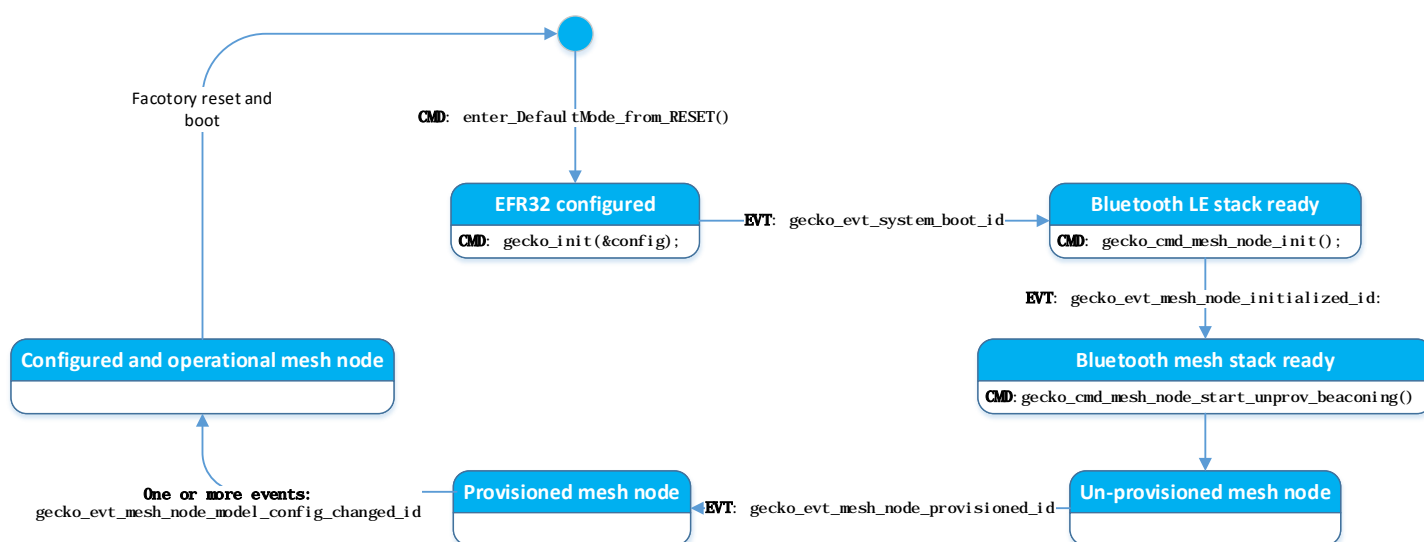 Facotory reset and
boot
CMD: enter_DefaultMode_from_RESET()
EFR32 configured
CMD: gecko_init(&config);
EVT: gecko_evt_system_boot_id
Bluetooth LE stack ready
CMD: gecko_cmd_mesh_node_init();
EVT: gecko_evt_mesh_node_initialized_id:
Bluetooth mesh stack ready
CMD:gecko_cmd_mesh_node_start_unprov_beaconing()
Un-provisioned mesh node
EVT: gecko_evt_mesh_node_provisioned_id
Provisioned mesh node
One or more events:
gecko_evt_mesh_node_model_config_changed_id
Configured and operational mesh node